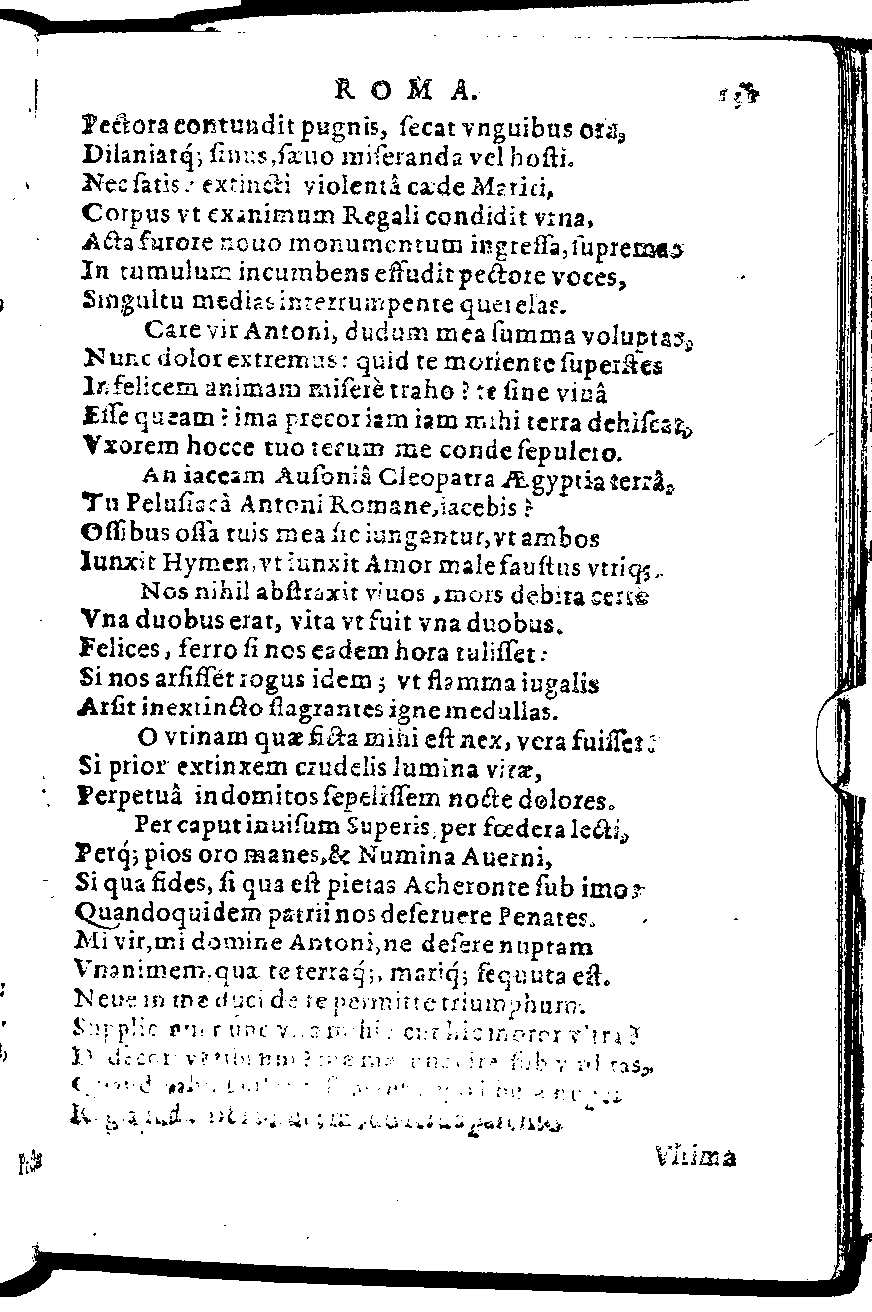 ROMA.
Pectora contundit pugnis, ſecat vnguibus ora,
Dilaniatq́; ſinus, ſæuo miſeranda vel hoſti.
Nec ſatis: extincti violentâ cæde Mariti,
Corpus vt exanimum Regali condidit vrna,
Acta furore nouo monumentum ingreſſa, ſupremas
In tumulum incumbens effudit pectore voces,
Singultu medias interrumpente querelas.
Care vir Antoni, dudum mea ſumma voluptas,
Nunc dolor extremus: quid te moriente ſuperſtes
Infelicem animam miſerè traho? te ſine viuâ
Eſſe queam? ima precor iam iam mihi terra dehiſcat,
Vxorem hocce tuo tecum me conde ſepulcro.
An iaceam Auſoniâ Cleopatra Ægyptia terrâ,
Tu Peluſiacâ Antoni Romane, iacebis?
Oſſibus oſſa tuis mea ſic iungantur, vt ambos
Iunxit Hymen, vt iunxit Amor male fauſtus vtriq;.
Nos nihil abſtraxit viuos, mors debita certe
Vna duobus erat, vita vt fuit vna duobus.
Felices, ferro ſi nos eadem hora tuliſſet:
Si nos arſiſſet rogus idem; vt flamma iugalis
Arſit inextincto flagrantes igne medullas.
O vtinam quæ ficta mihi eſt nex, vera fuiſſet:
Si prior extinxem crudelis lumina vitæ,
Perpetuâ indomitos ſepeliſſem nocte dolores.
Per caput inuiſum Superis, per fœdera lecti,
Perq́; pios oro manes, & Numina Auerni,
Si qua fides, ſi qua eſt pietas Acheronte ſub imo:
Quandoquidem patrii nos deſeruere Penates.
Mi vir, mi domine Antoni, ne deſere nuptam
Vnanimem, qua te terraq́;, mariq́; ſequuta eſt.
Neue in me duci de te permitte triumphum.
hic moror vltra?
ſub
Vltima